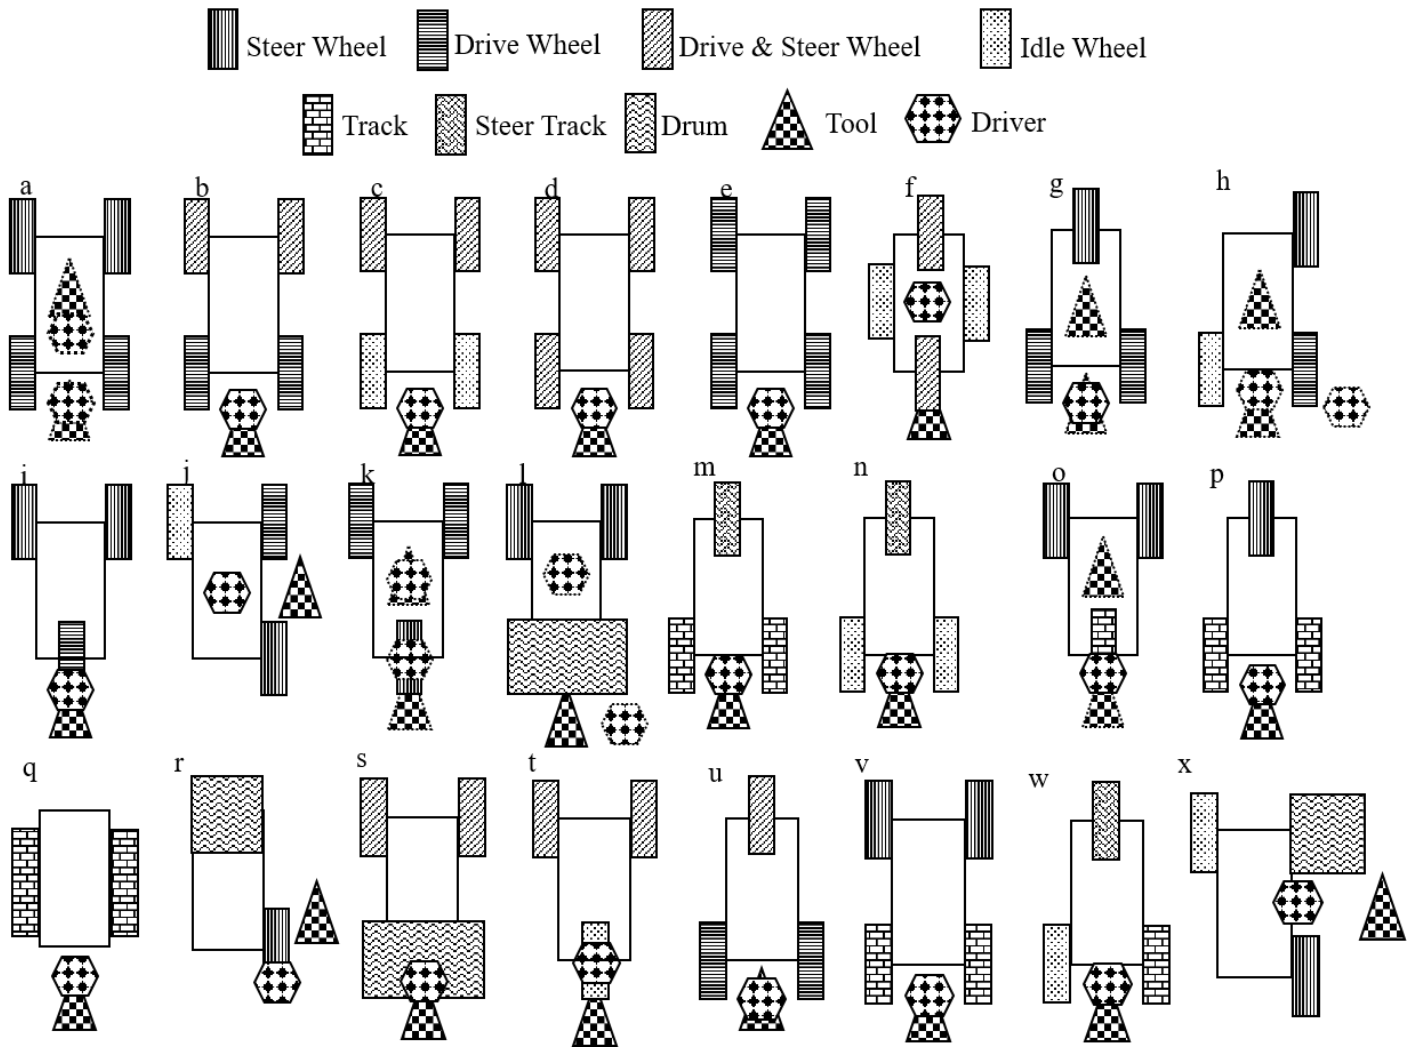 Steer Wheel Drive Wheel Drive & Steer Wheel Idle Wheel
Track Steer Track Drum Tool Driver
a b c d e f g h
i j k l m n o p
q r s t u v w x